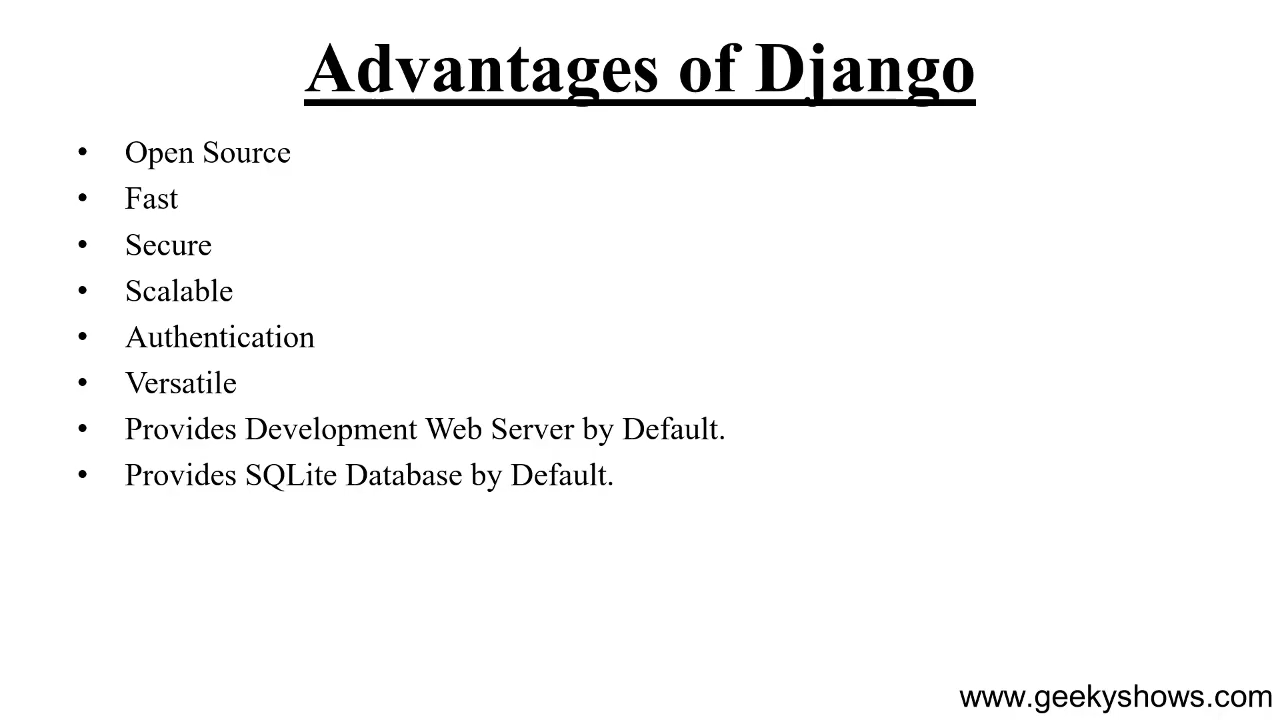 Advantages of Django
• Open Source
• Fast
• Secure
• Scalable
• Authentication
• Versatile
• Provides Development Web Server by Default.
• Provides SQLite Database by Default.
www.geekyshows.com